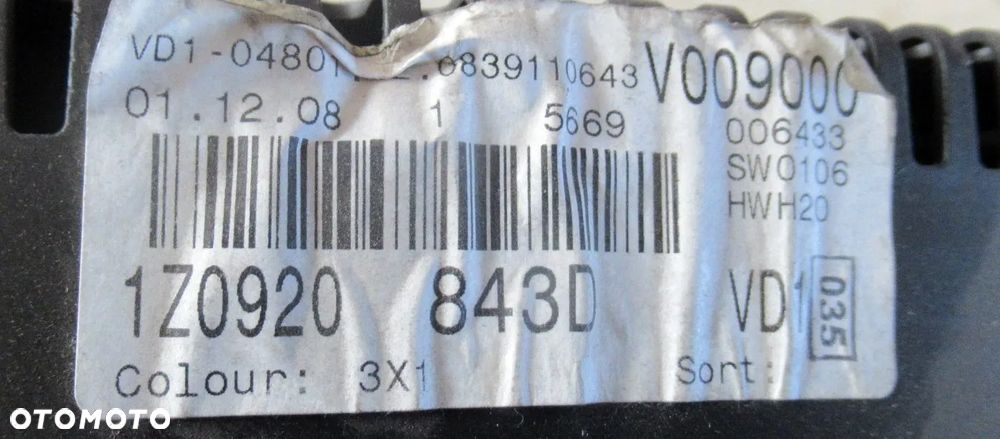 VD1-0480 .0839110643 V009000
01.12.08 1 5669 006433
SW0106
HWH20
1Z0920 843D VD1 035
Colour: 3X1 Sort:
OTOMOTO